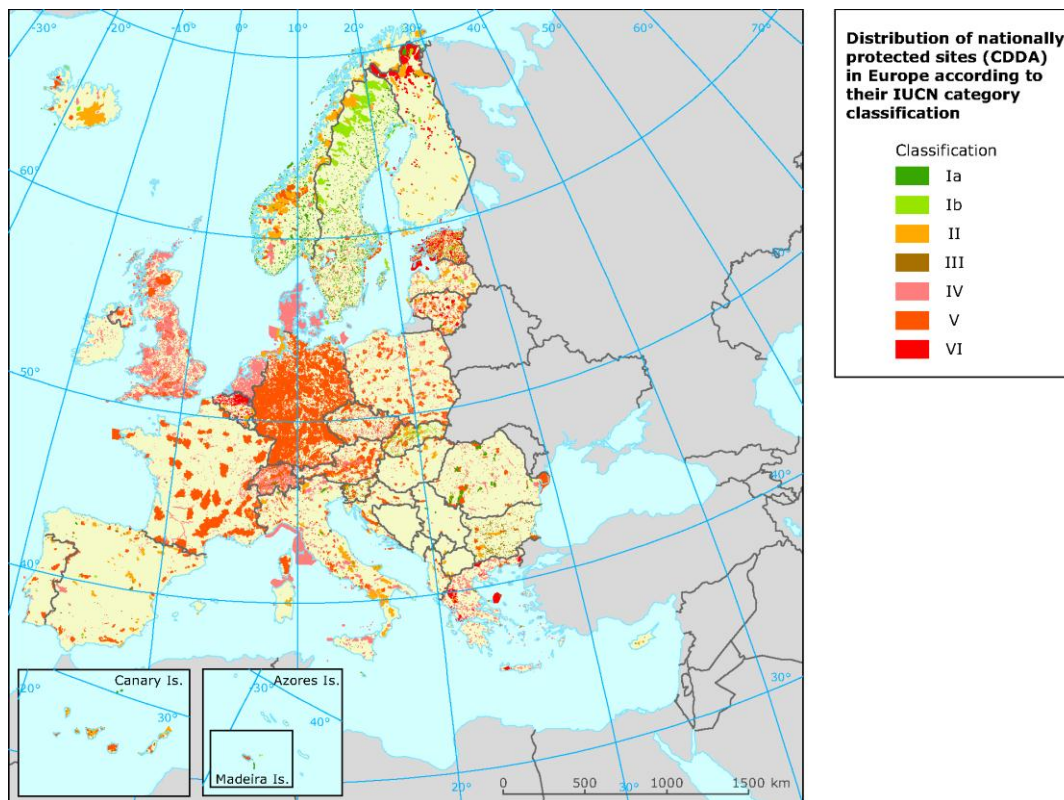 -30°
-20°
-10°
0°
10°
20°
30°
40°
50°
60°
70°
60°
50°
40°
50°
40°
30°
Canary Is.
-20°
30°
Azores Is.
-30°
40°
Madeira Is.
20°
30°
0 500 1000 1500 km
Distribution of nationally
protected sites (CDDA)
in Europe according to
their IUCN category
classification
Classification
Ia
Ib
II
III
IV
V
VI